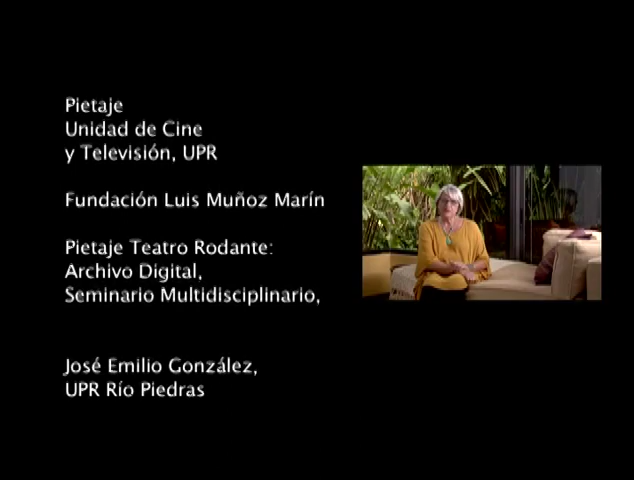 Pietaje
Unidad de Cine
y Televisión, UPR
Fundación Luis Muñoz Marín
Pietaje Teatro Rodante:
Archivo Digital,
Seminario Multidisciplinario,
José Emilio González,
UPR Río Piedras